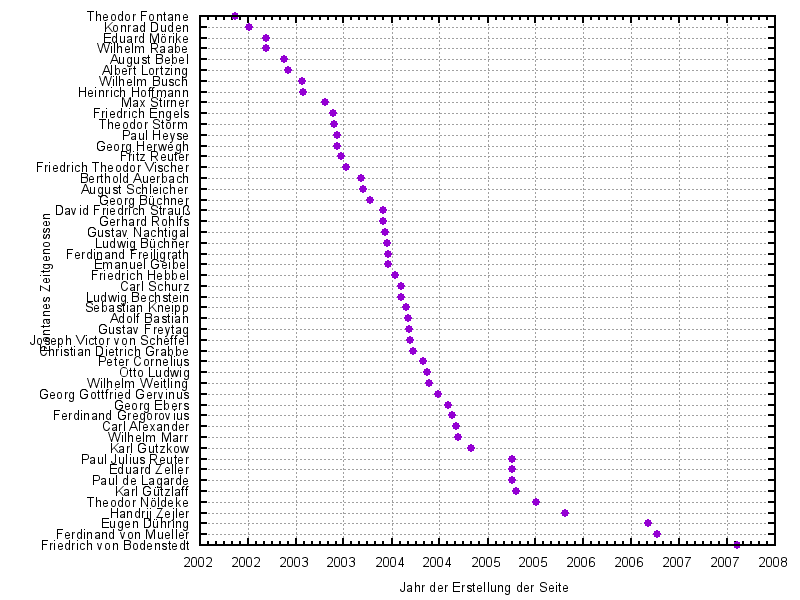 Theodor Fontane
Konrad Duden
Eduard Mörike
Wilhelm Raabe
August Bebel
Albert Lortzing
Wilhelm Busch
Heinrich Hoffmann
Max Stirner
Friedrich Engels
Theodor Storm
Paul Heyse
Georg Herwegh
Fritz Reuter
Friedrich Theodor Vischer
Berthold Auerbach
August Schleicher
Georg Büchner
David Friedrich Strauß
Gerhard Rohlfs
Gustav Nachtigal
Ludwig Büchner
Ferdinand Freiligrath
Emanuel Geibel
Friedrich Hebbel
Carl Schurz
Ludwig Bechstein
Sebastian Kneipp
Adolf Bastian
Gustav Freytag
Joseph Victor von Scheffel
Christian Dietrich Grabbe
Peter Cornelius
Otto Ludwig
Wilhelm Weitling
Georg Gottfried Gervinus
Georg Ebers
Ferdinand Gregorovius
Carl Alexander
Wilhelm Marr
Karl Gutzkow
Paul Julius Reuter
Eduard Zeller
Paul de Lagarde
Karl Gützlaff
Theodor Nöldeke
Handrij Zejler
Eugen Dühring
Ferdinand von Mueller
Friedrich von Bodenstedt
Fontanes Zeitgenossen
2002 2002 2003 2003 2004 2004 2005 2005 2006 2006 2007 2007 2008
Jahr der Erstellung der Seite